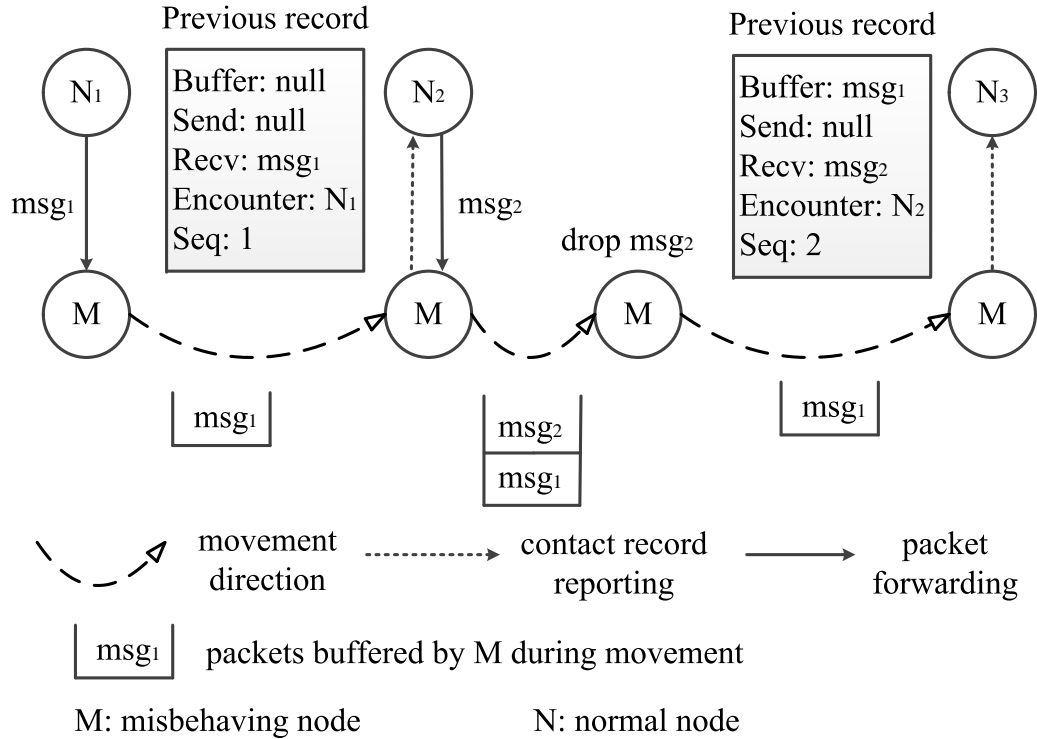 Previous record
Previous record
N1
Buffer: null
Send: null
Recv: msg1
Encounter: N1
Seq: 1
N2
Buffer: msg1
Send: null
Recv: msg2
Encounter: N2
Seq: 2
N3
msg1
msg2
drop msg2
M
M
M
M
msg1
msg2
msg1
msg1
movement
direction
contact record
reporting
packet
forwarding
msg1
packets buffered by M during movement
M: misbehaving node
N: normal node